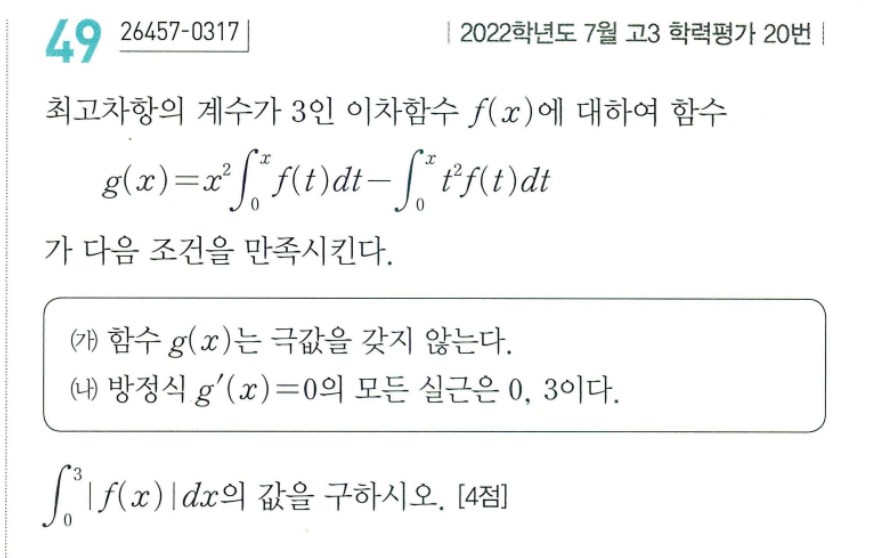 49 26457-0317 | 2022학년도 7월 고3 학력평가 20번 |
최고차항의 계수가 3인 이차함수 f(x)에 대하여 함수
g(x)=x²∫₀ˣ f(t)dt−∫₀ˣ t²f(t)dt
가 다음 조건을 만족시킨다.
㈎ 함수 g(x)는 극값을 갖지 않는다.
㈏ 방정식 g′(x)=0의 모든 실근은 0, 3이다.
∫₀³ |f(x)|dx의 값을 구하시오. [4점]